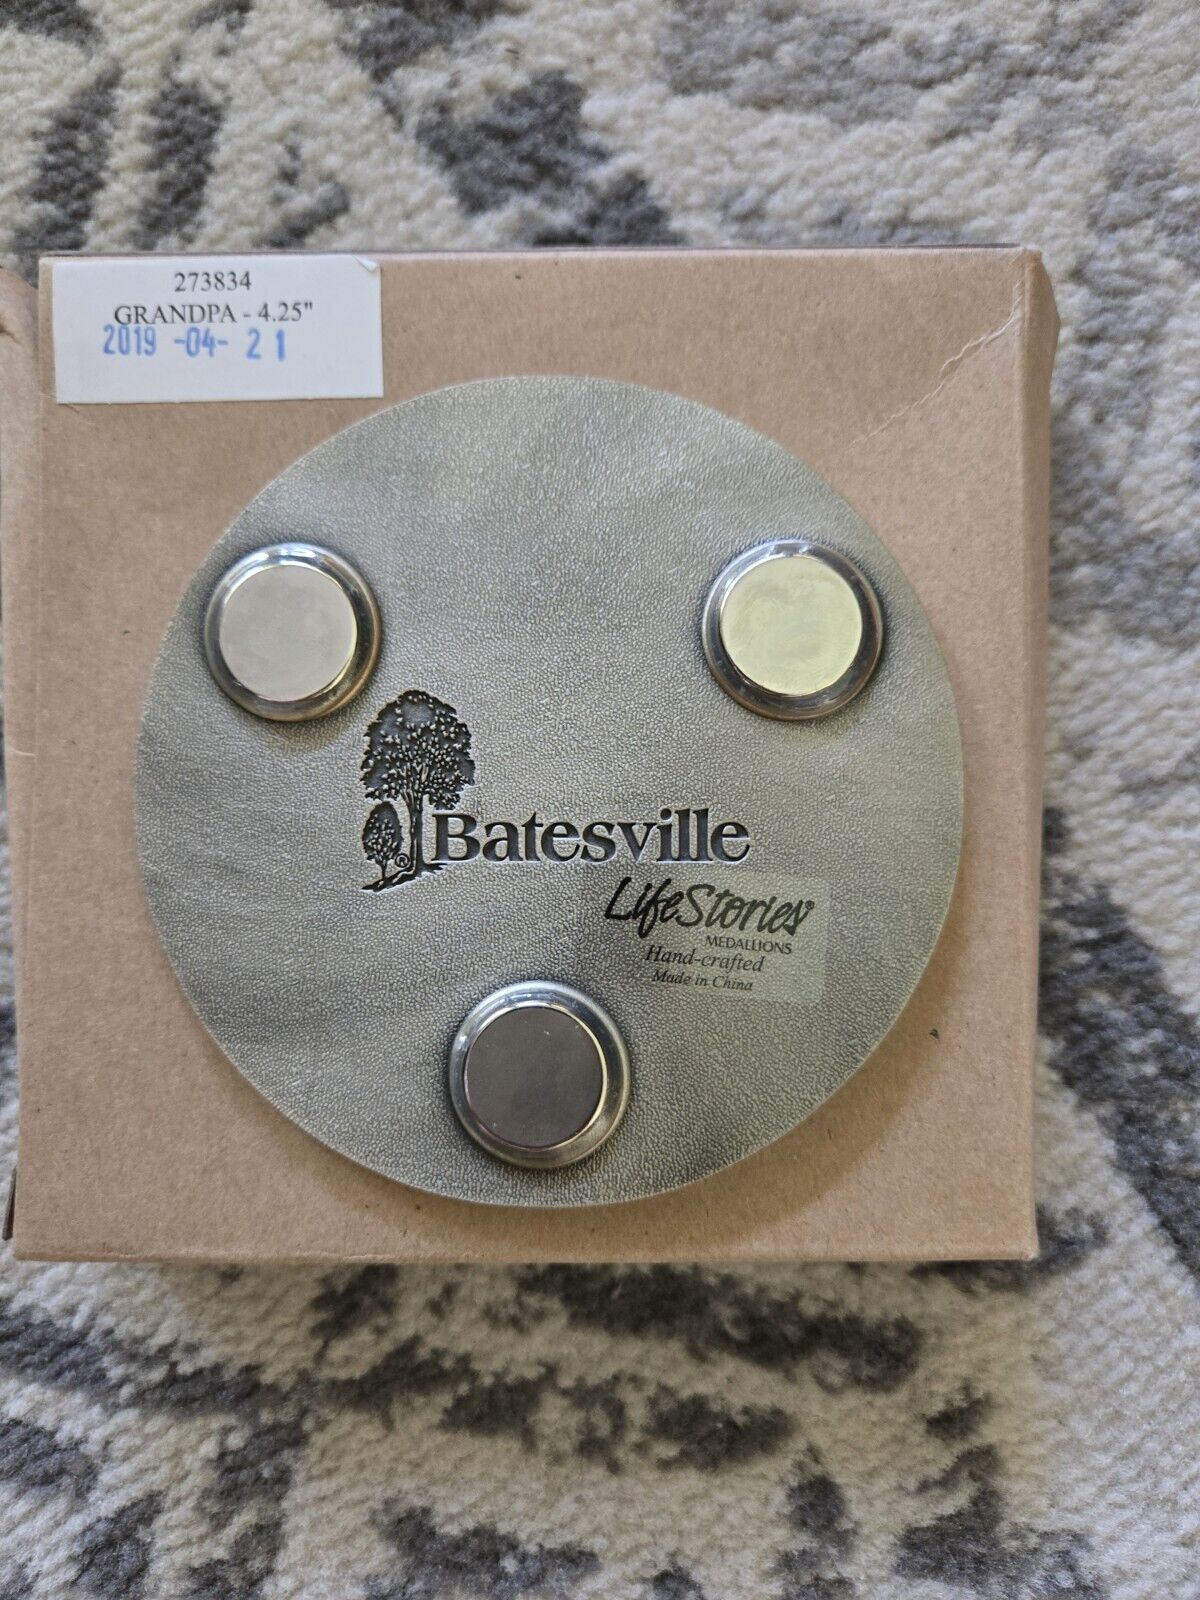 273834
GRANDPA - 4.25"
2019 -04- 21
Batesville
®
LifeStories®
MEDALLIONS
Hand-crafted
Made in China